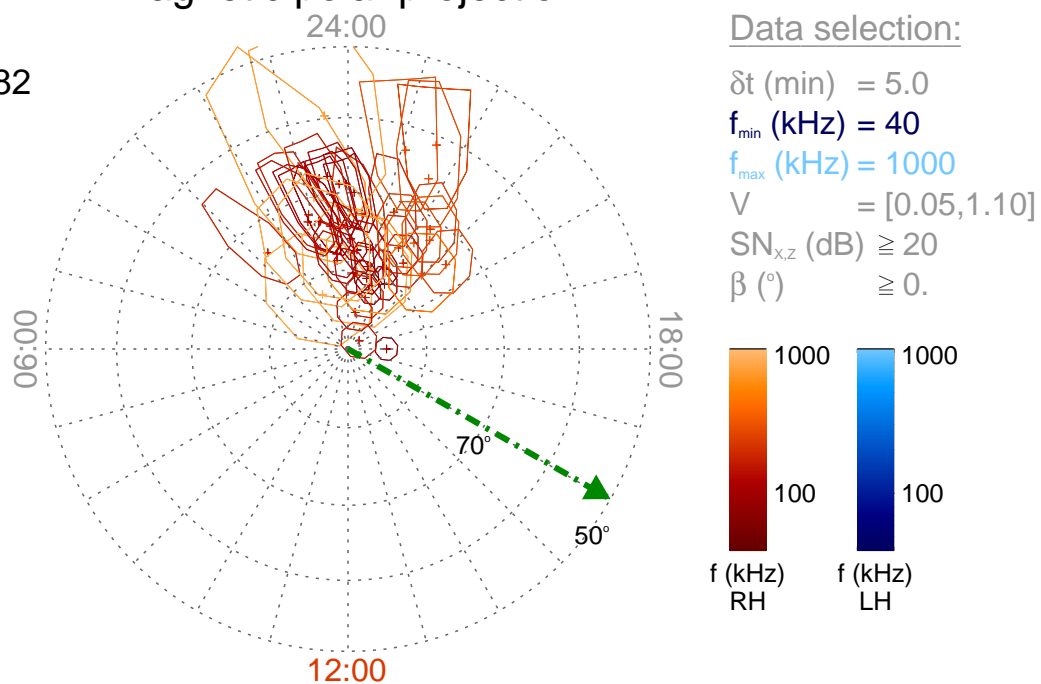 24:00
82
06:00
18:00
12:00
70°
50°
Data selection:
δt (min) = 5.0
fmin (kHz) = 40
fmax (kHz) = 1000
V = [0.05,1.10]
SNx,z (dB) ≧ 20
β (°) ≧ 0.
1000
100
f (kHz)
RH
1000
100
f (kHz)
LH